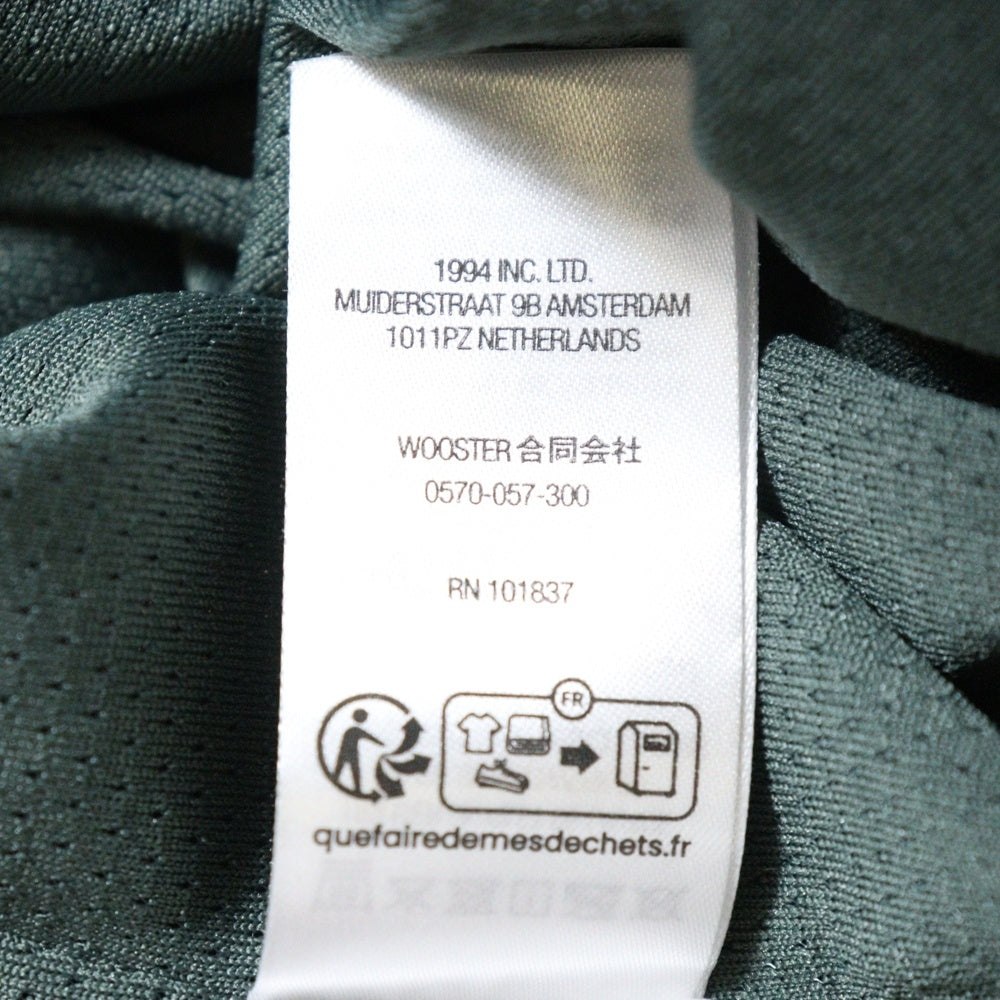 1994 INC. LTD.
MUIDERSTRAAT 9B AMSTERDAM
1011PZ NETHERLANDS
WOOSTER 合同会社
0570-057-300
RN 101837
FR
quefairedemesdechets.fr